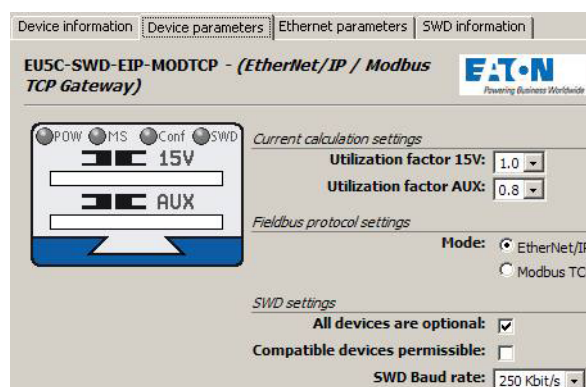 Device information Device parameters Ethernet parameters SWD information
EU5C-SWD-EIP-MODTCP - (EtherNet/IP / Modbus
TCP Gateway)
EATON
Powering Business Worldwide
POW MS Conf SWD
15V
AUX
Current calculation settings
Utilization factor 15V: 1.0
Utilization factor AUX: 0.8
Fieldbus protocol settings
Mode: EtherNet/IP
Modbus TC
SWD settings
All devices are optional:
Compatible devices permissible:
SWD Baud rate: 250 Kbit/s